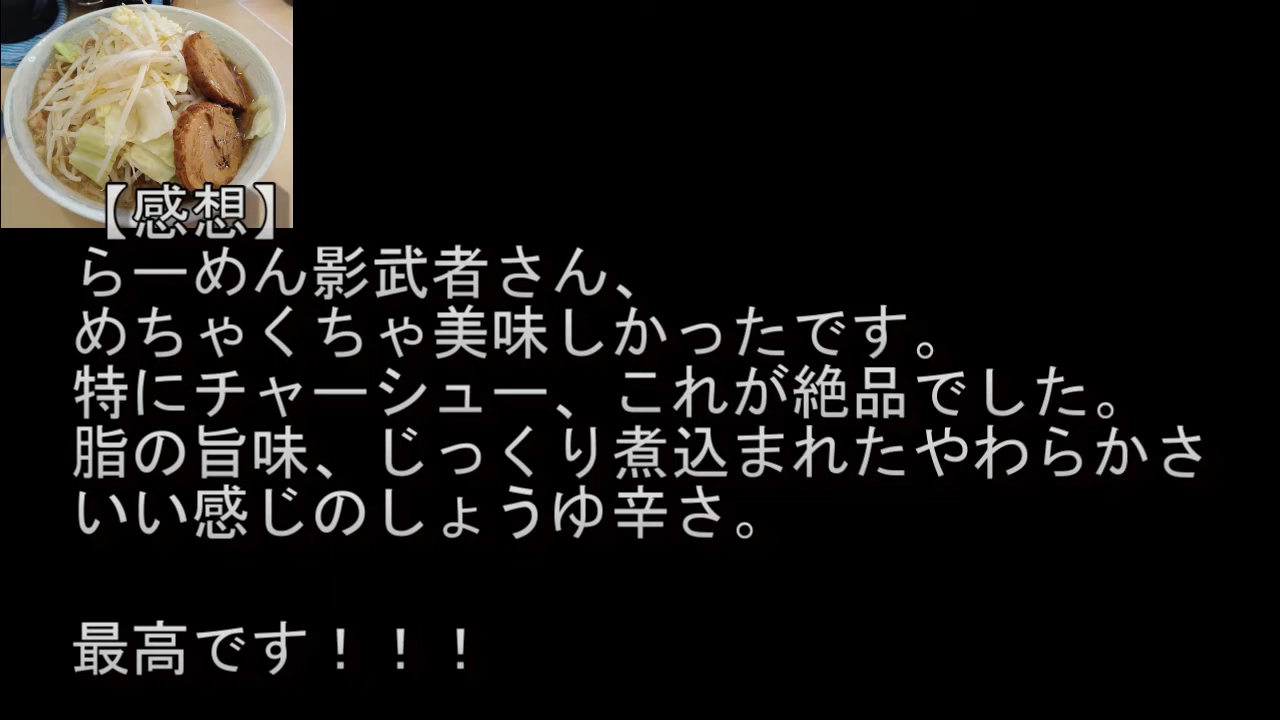 【感想】
らーめん影武者さん、
めちゃくちゃ美味しかったです。
特にチャーシュー、これが絶品でした。
脂の旨味、じっくり煮込まれたやわらかさ
いい感じのしょうゆ辛さ。
最高です！！！